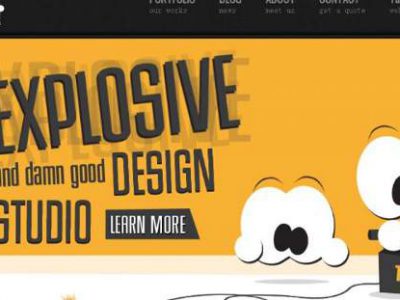 PORTFOLIO BLOG ABOUT CONTACT
our works news meet us get a quote
EXPLOSIVE
and damn good DESIGN
STUDIO
LEARN MORE